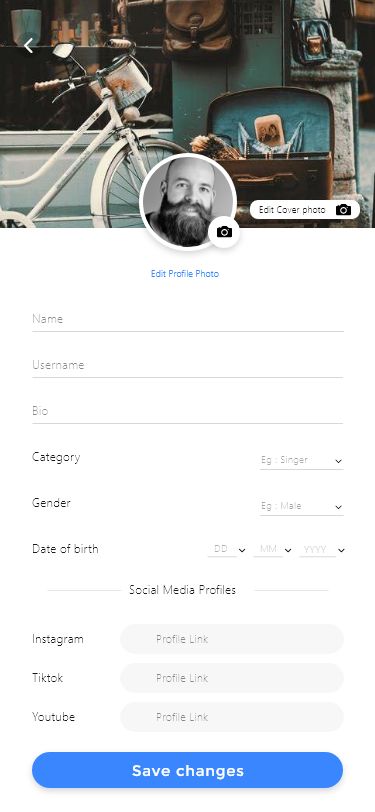 Edit Cover photo
Edit Profile Photo
Name
Username
Bio
Category
Eg : Singer
Gender
Eg : Male
Date of birth
DD
MM
YYYY
Social Media Profiles
Instagram
Profile Link
Tiktok
Profile Link
Youtube
Profile Link
Save changes